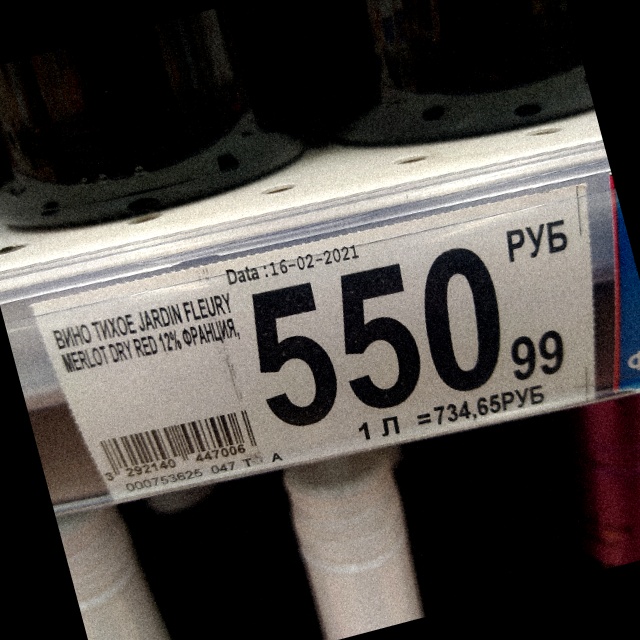 Data :16-02-2021
ВИНО ТИХОЕ JARDIN FLEURY
MERLOT DRY RED 12% ФРАНЦИЯ,
550 99 РУБ
1 Л =734,65РУБ
292140 447006
000753625 047 Т А